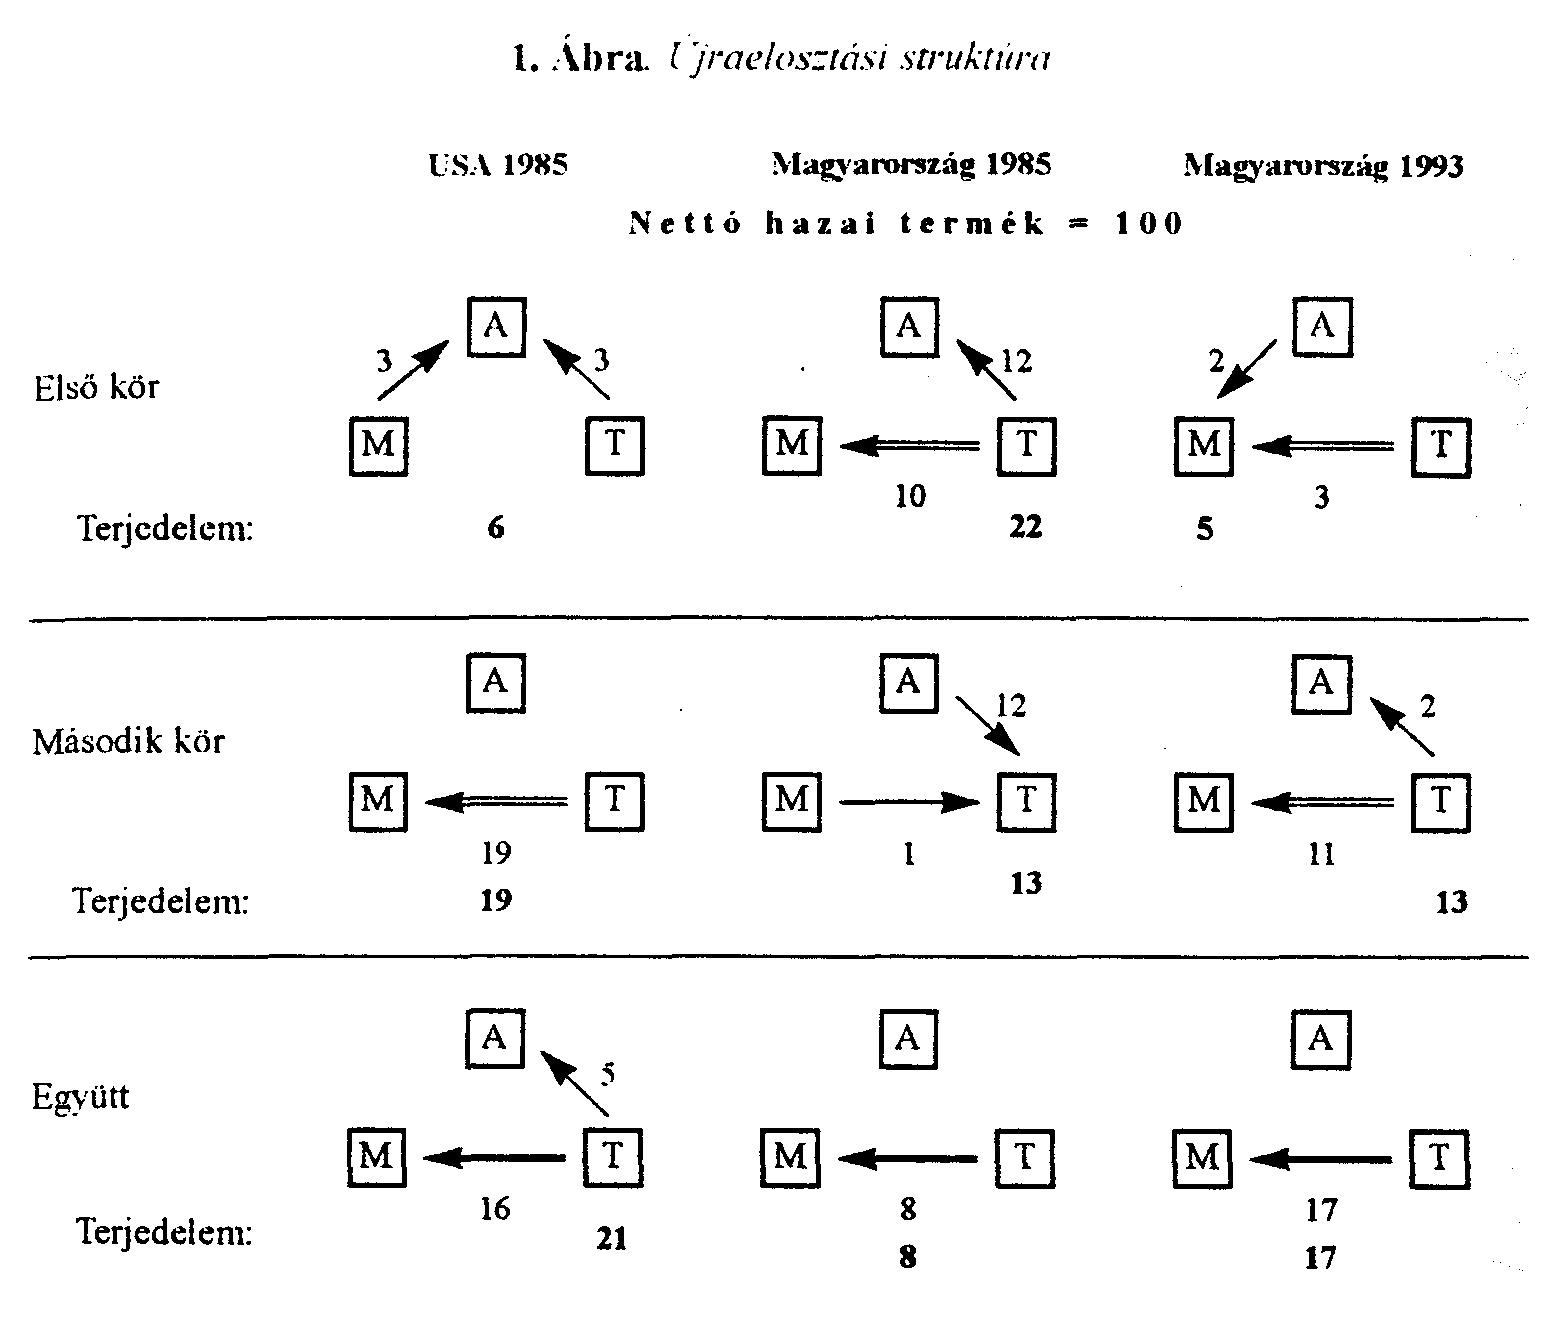 1. Ábra. Újraelosztási struktúra
USA 1985 Magyarország 1985 Magyarország 1993
Nettó hazai termék = 100
A A A
3 3 12 2
Első kör
M T M T M T
10 3
Terjedelem: 6 22 5
A A A
12 2
Második kör
M T M T M T
19 1 11
Terjedelem: 19 13 13
A A A
5
Együtt
M T M T M T
16 8 17
Terjedelem: 21 8 17